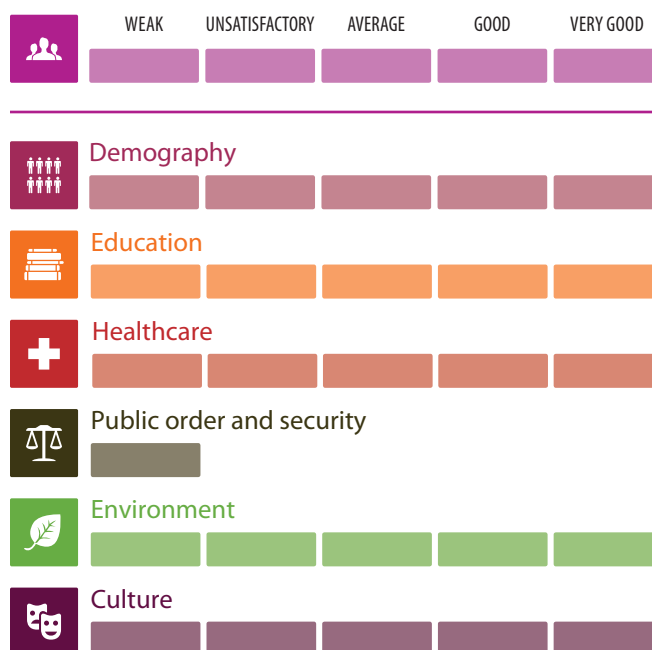 WEAK UNSATISFACTORY AVERAGE GOOD VERY GOOD
Demography
Education
Healthcare
Public order and security
Environment
Culture